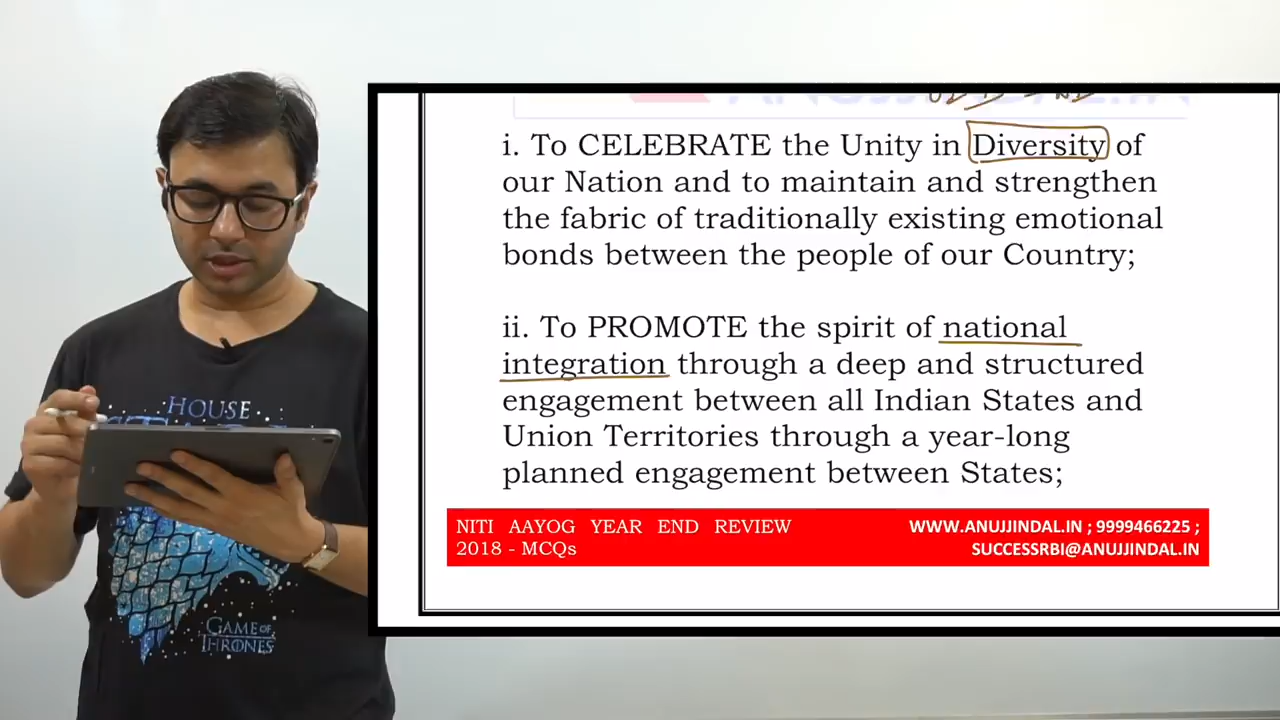 i. To CELEBRATE the Unity in Diversity of
our Nation and to maintain and strengthen
the fabric of traditionally existing emotional
bonds between the people of our Country;
ii. To PROMOTE the spirit of national
integration through a deep and structured
engagement between all Indian States and
Union Territories through a year-long
planned engagement between States;
NITI AAYOG YEAR END REVIEW
2018 - MCQs
WWW.ANUJJINDAL.IN ; 9999466225 ;
SUCCESSRBI@ANUJJINDAL.IN
HOUSE
GAME OF
THRONES